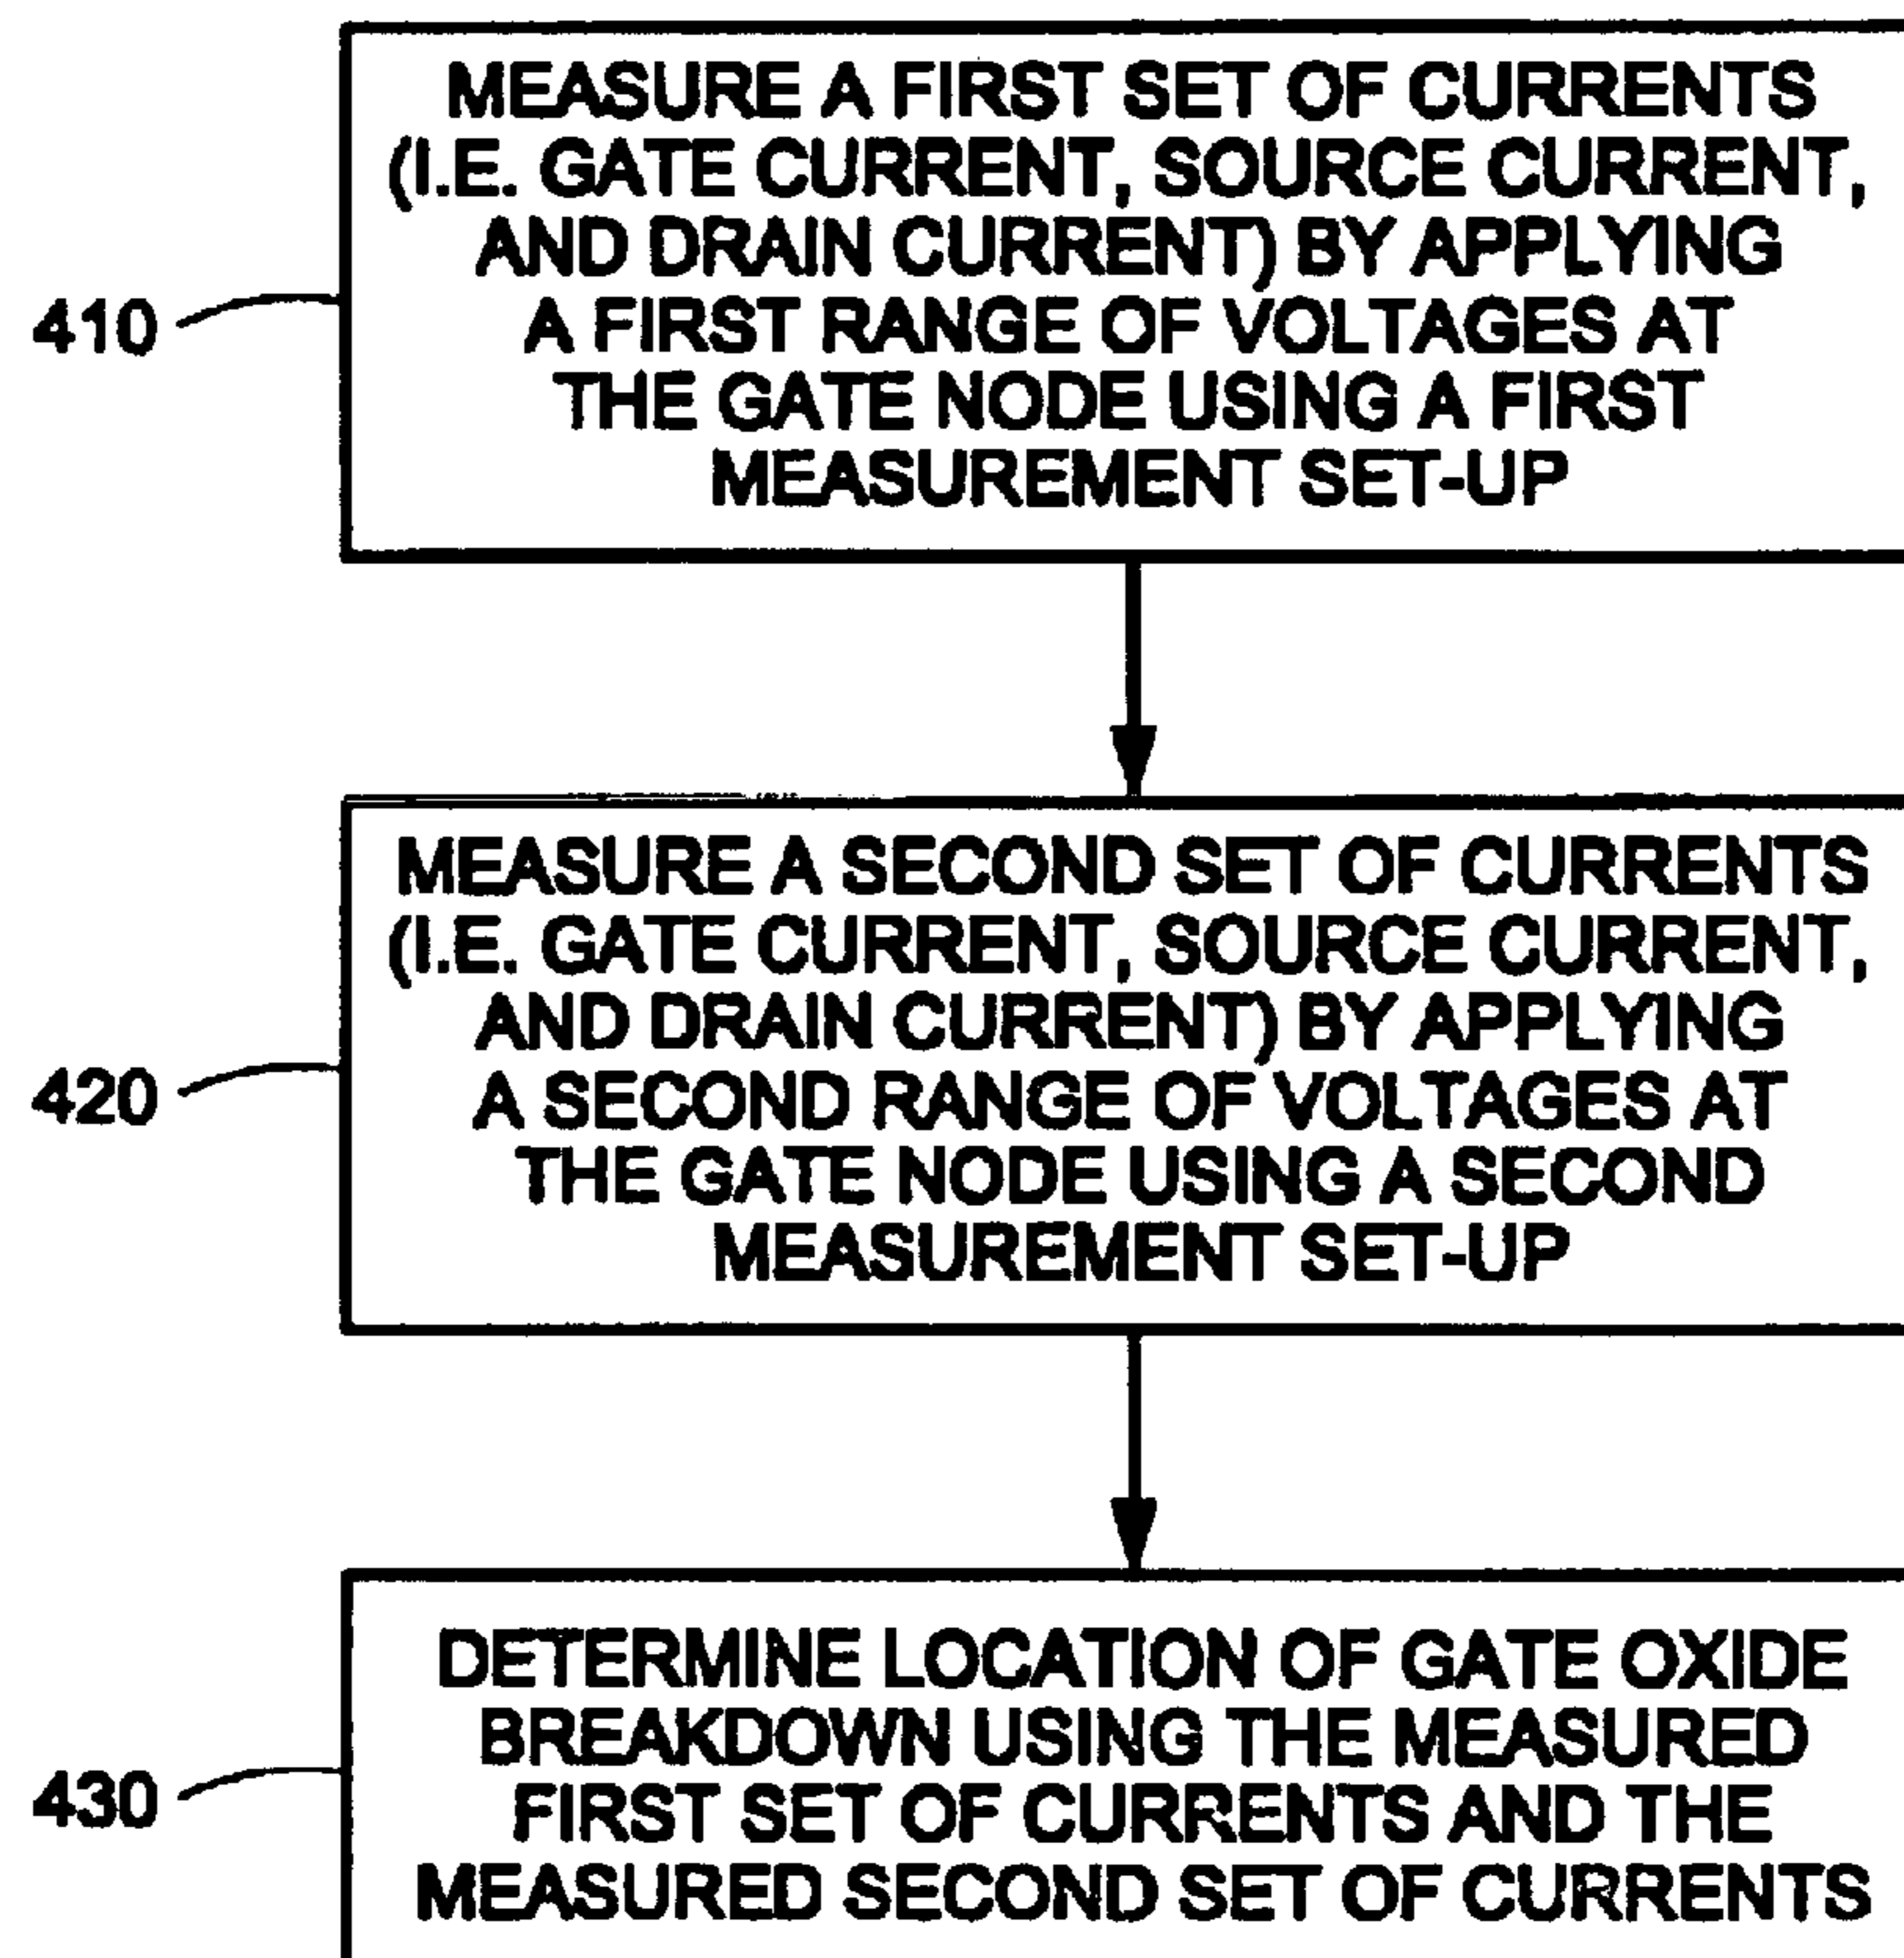 MEASURE A FIRST SET OF CURRENTS
(I.E. GATE CURRENT, SOURCE CURRENT,
AND DRAIN CURRENT) BY APPLYING
A FIRST RANGE OF VOLTAGES AT
THE GATE NODE USING A FIRST
MEASUREMENT SET-UP
410
MEASURE A SECOND SET OF CURRENTS
(I.E. GATE CURRENT, SOURCE CURRENT,
AND DRAIN CURRENT) BY APPLYING
A SECOND RANGE OF VOLTAGES AT
THE GATE NODE USING A SECOND
MEASUREMENT SET-UP
420
DETERMINE LOCATION OF GATE OXIDE
BREAKDOWN USING THE MEASURED
FIRST SET OF CURRENTS AND THE
MEASURED SECOND SET OF CURRENTS
430